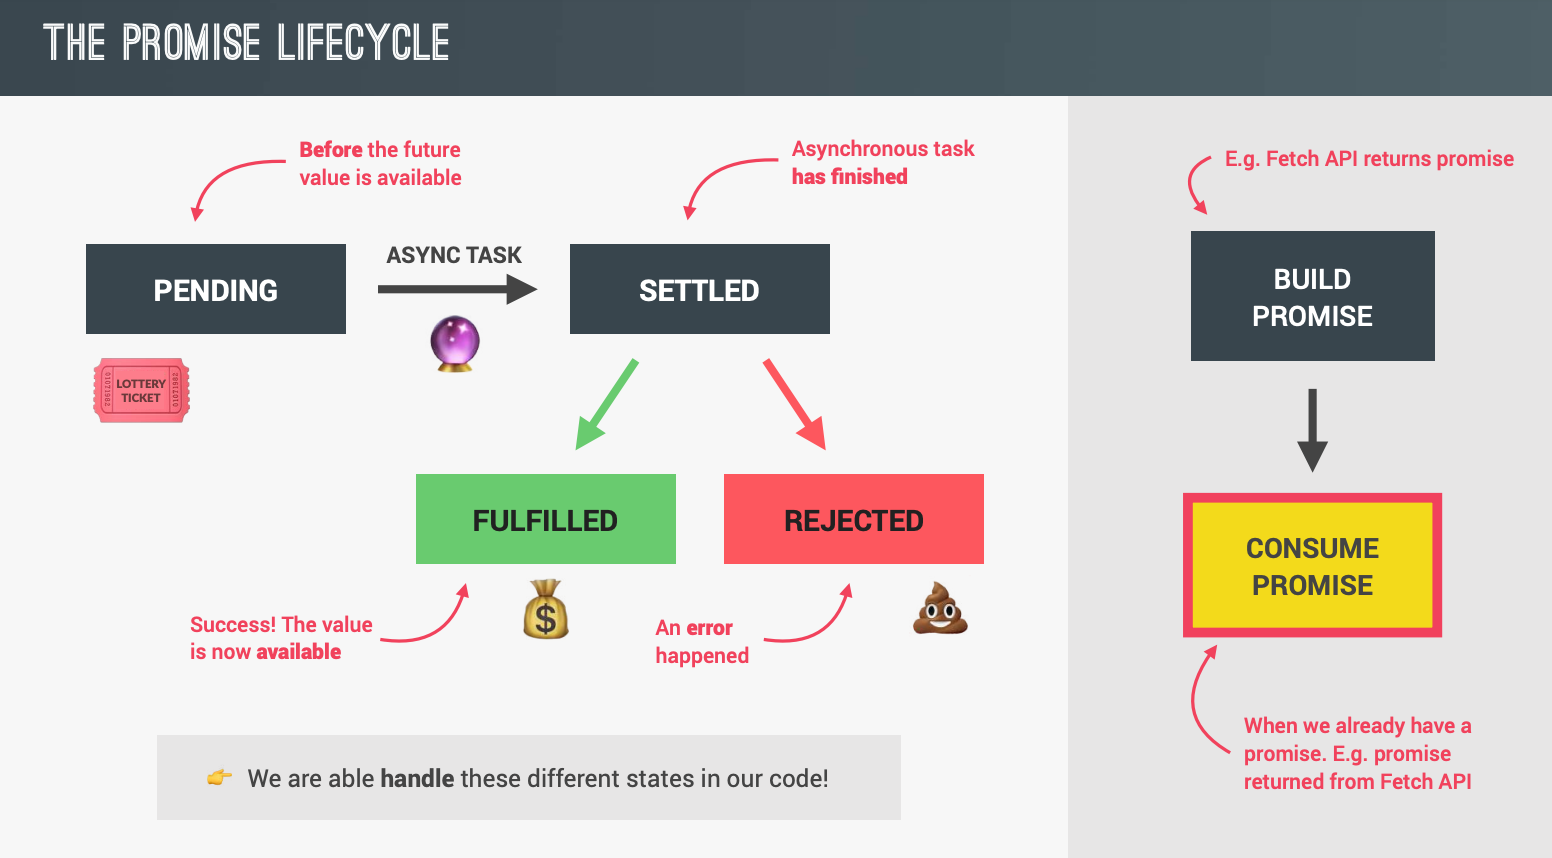 THE PROMISE LIFECYCLE
Before the future
value is available
Asynchronous task
has finished
PENDING
ASYNC TASK
SETTLED
LOTTERY
TICKET
01071982
01071982
FULFILLED
REJECTED
Success! The value
is now available
$
An error
happened
👉 We are able handle these different states in our code!
E.g. Fetch API returns promise
BUILD
PROMISE
CONSUME
PROMISE
When we already have a
promise. E.g. promise
returned from Fetch API